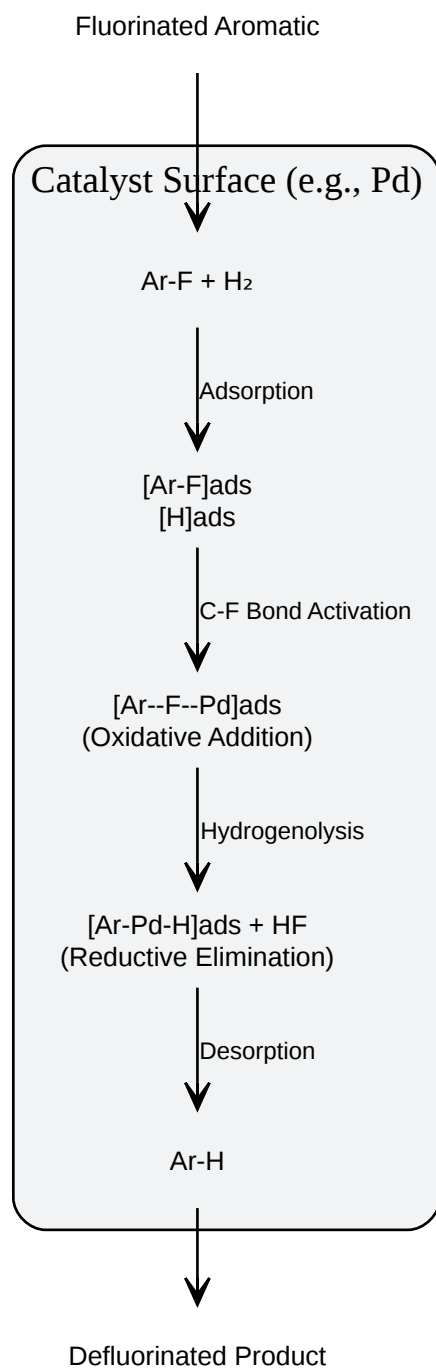 Fluorinated Aromatic
Catalyst Surface (e.g., Pd)
Ar-F + H₂
Adsorption
[Ar-F]ads
[H]ads
C-F Bond Activation
[Ar--F--Pd]ads
(Oxidative Addition)
Hydrogenolysis
[Ar-Pd-H]ads + HF
(Reductive Elimination)
Desorption
Ar-H
Defluorinated Product